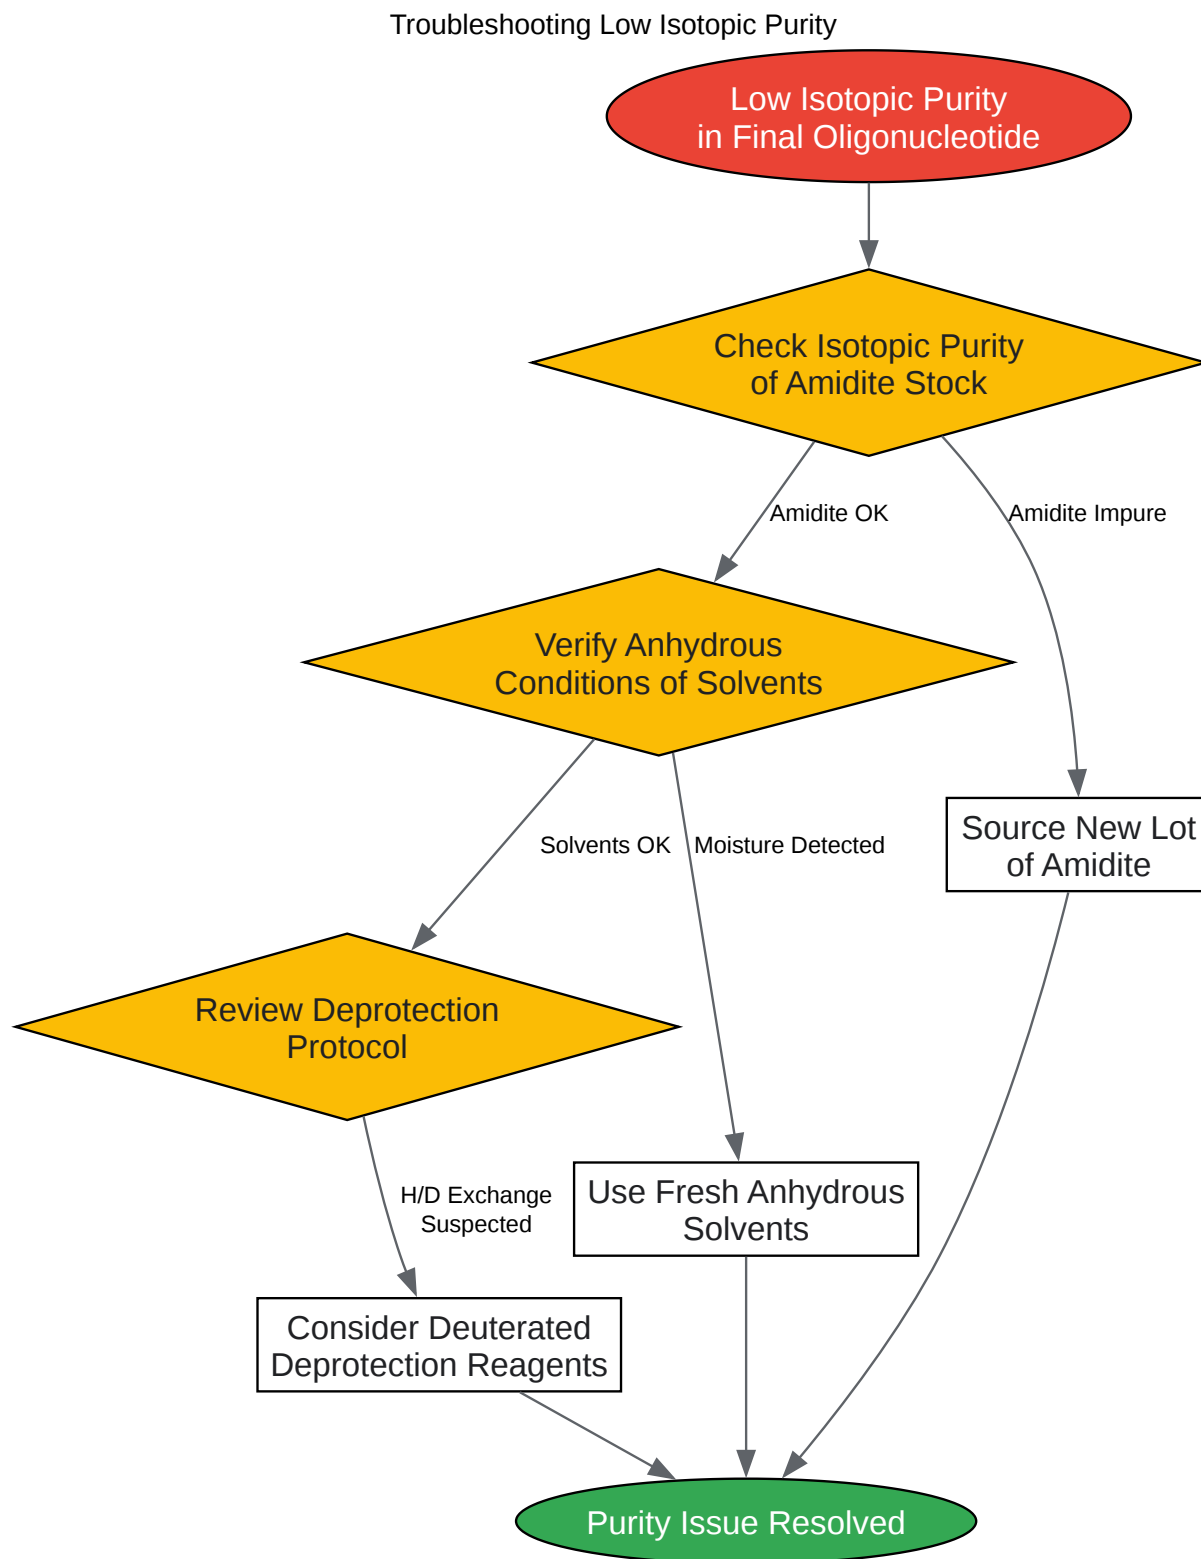 Troubleshooting Low Isotopic Purity
Low Isotopic Purity
in Final Oligonucleotide
Check Isotopic Purity
of Amidite Stock
Amidite OK
Amidite Impure
Verify Anhydrous
Conditions of Solvents
Solvents OK
Moisture Detected
Source New Lot
of Amidite
Review Deprotection
Protocol
H/D Exchange
Suspected
Use Fresh Anhydrous
Solvents
Consider Deuterated
Deprotection Reagents
Purity Issue Resolved